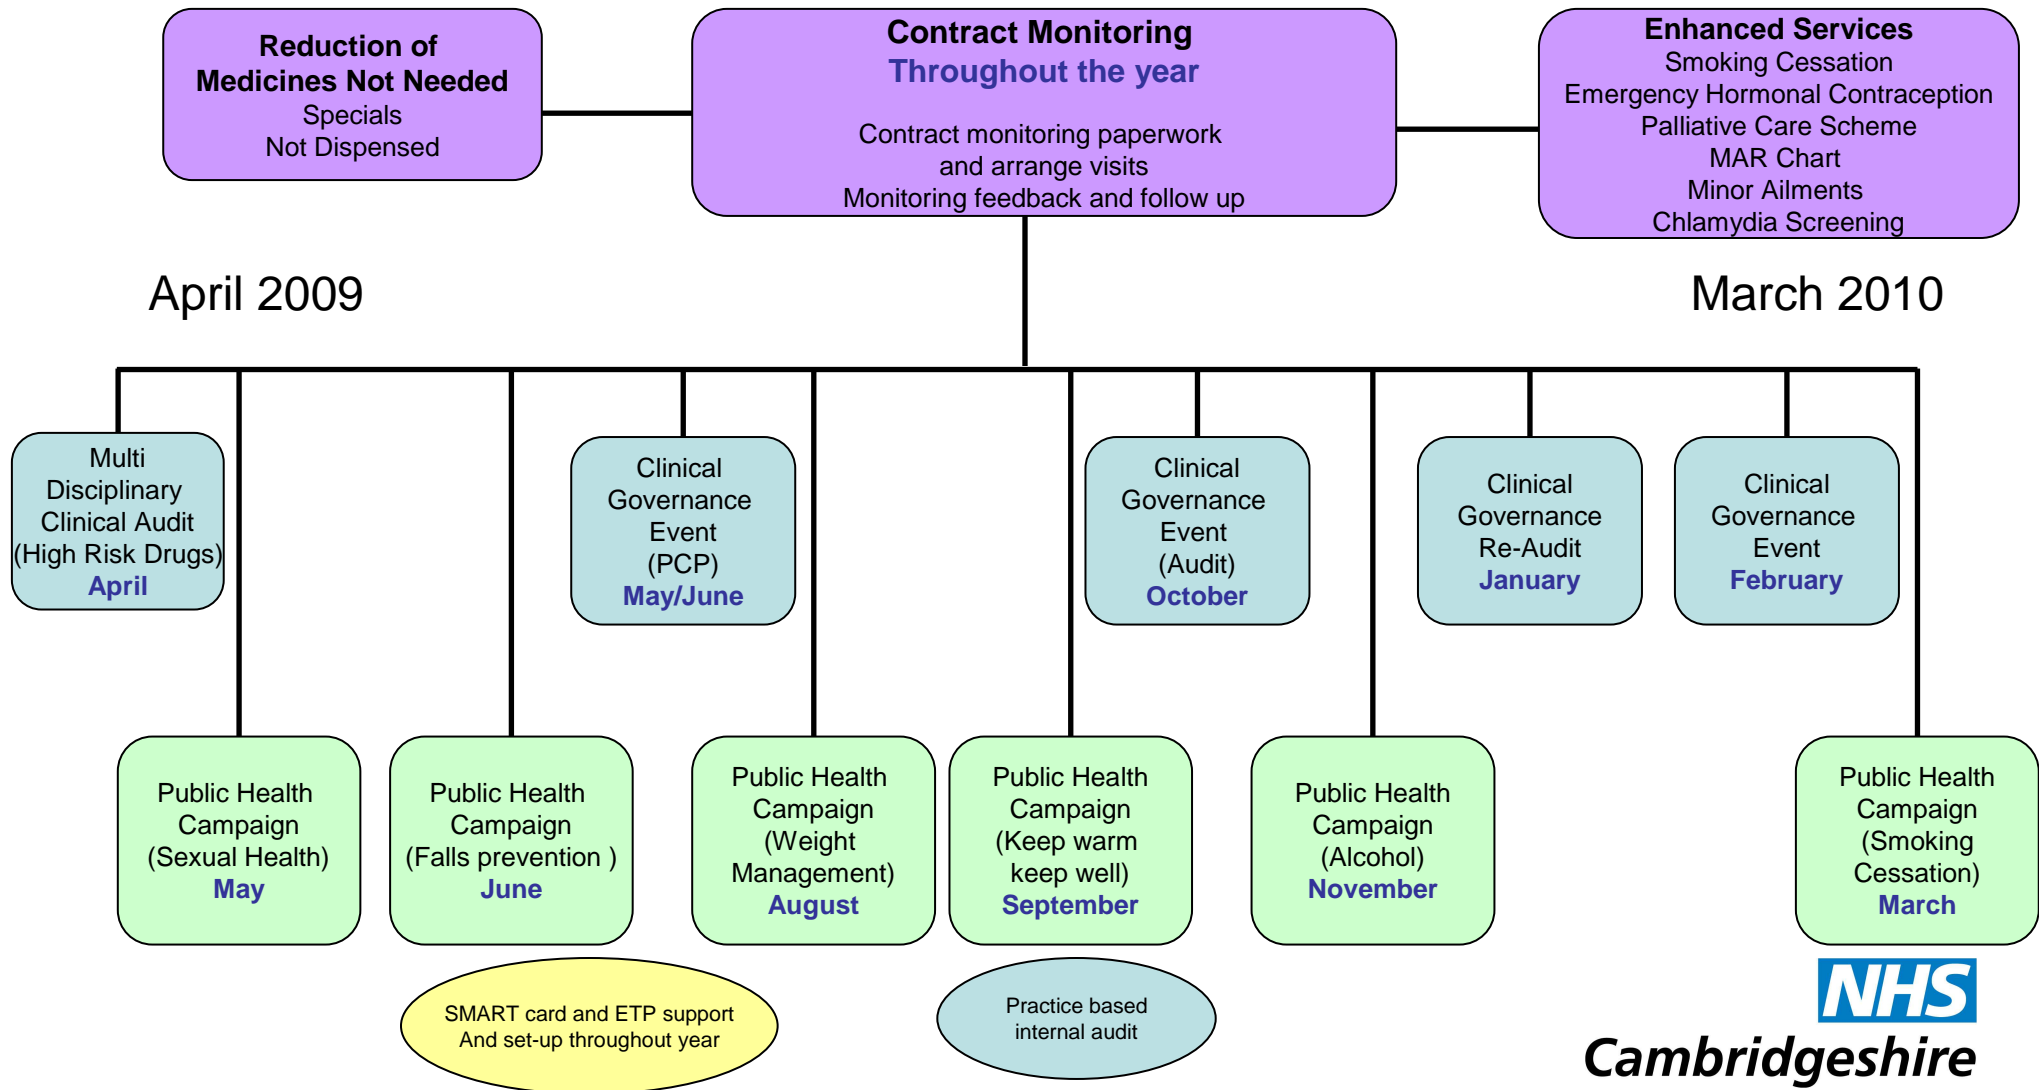 Reduction of
Medicines Not Needed
Specials
Not Dispensed
Contract Monitoring
Throughout the year
Contract monitoring paperwork
and arrange visits
Monitoring feedback and follow up
Enhanced Services
Smoking Cessation
Emergency Hormonal Contraception
Palliative Care Scheme
MAR Chart
Minor Ailments
Chlamydia Screening
April 2009
March 2010
Multi
Disciplinary
Clinical Audit
(High Risk Drugs)
April
Clinical
Governance
Event
(PCP)
May/June
Clinical
Governance
Event
(Audit)
October
Clinical
Governance
Re-Audit
January
Clinical
Governance
Event
February
Public Health
Campaign
(Sexual Health)
May
Public Health
Campaign
(Falls prevention )
June
Public Health
Campaign
(Weight
Management)
August
Public Health
Campaign
(Keep warm
keep well)
September
Public Health
Campaign
(Alcohol)
November
Public Health
Campaign
(Smoking
Cessation)
March
SMART card and ETP support
And set-up throughout year
Practice based
internal audit
NHS
Cambridgeshire